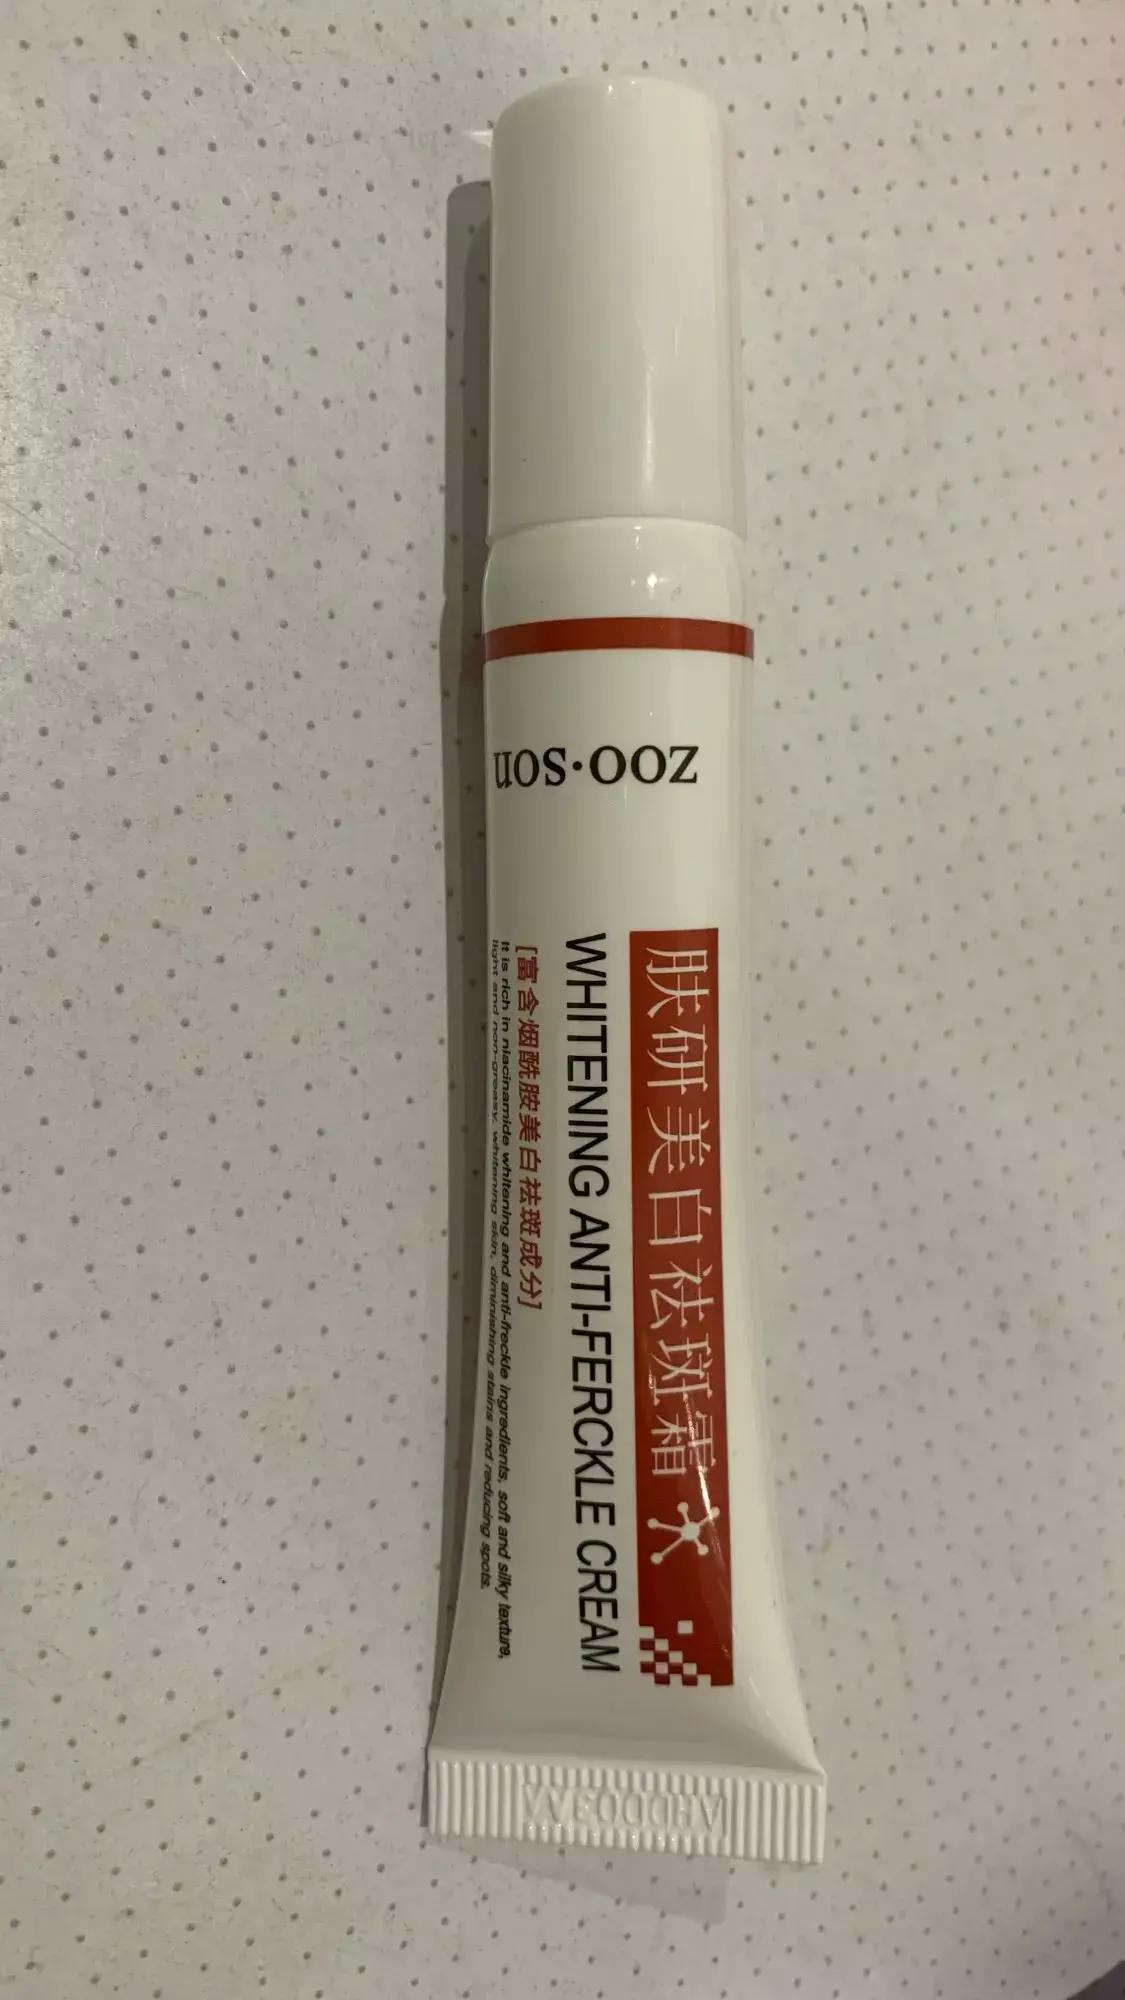 zoo·son
肤研美白祛斑霜
WHITENING ANTI-FERCKLE CREAM
[富含烟酰胺美白祛斑成分]
It is rich in niacinamide whitening and anti-freckle ingredients, soft and silky texture,
light and non-greasy, whitening skin, diminishing stains and reducing spots.